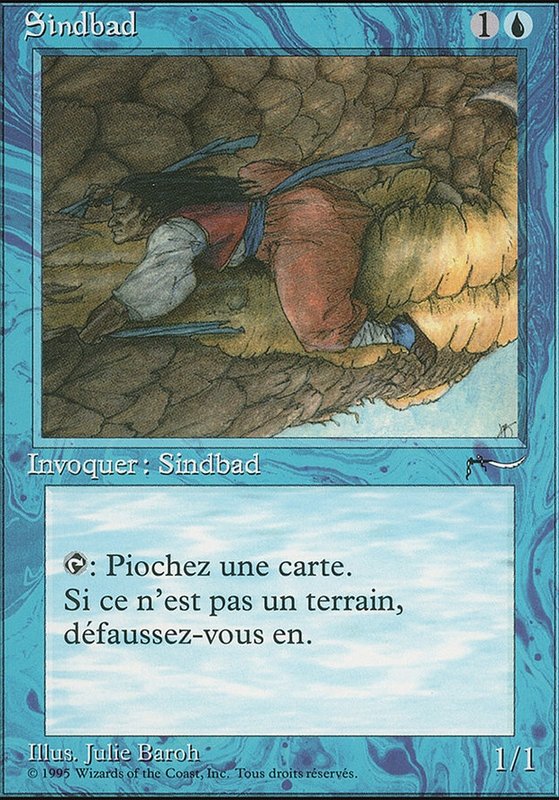 Sindbad 1
Invoquer : Sindbad
: Piochez une carte.
Si ce n'est pas un terrain,
défaussez-vous en.
Illus. Julie Baroh
1/1
© 1995 Wizards of the Coast, Inc. Tous droits réservés.